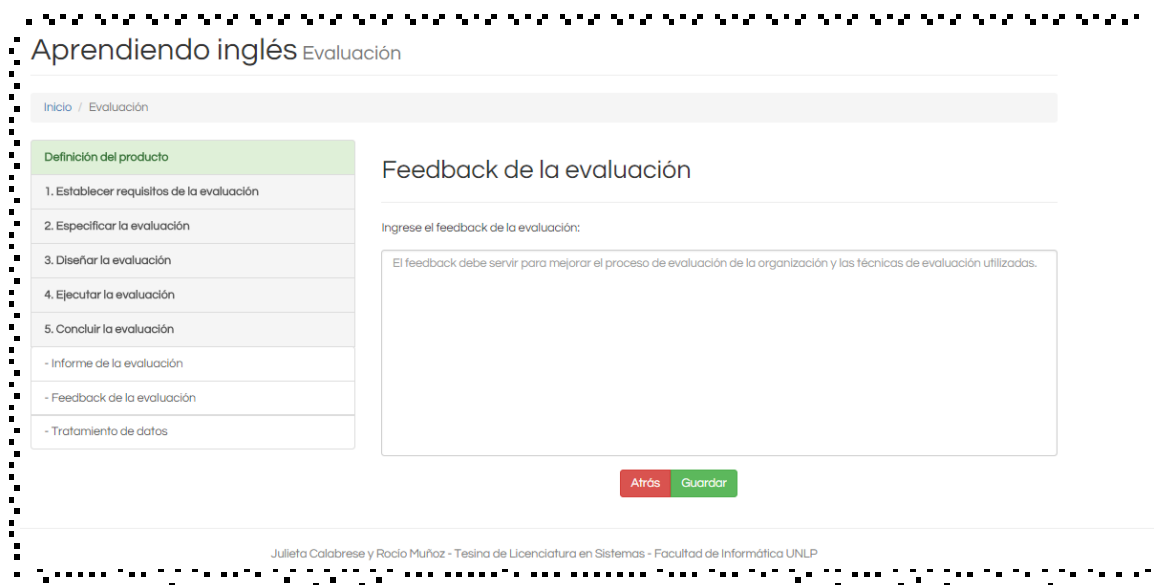 Aprendiendo inglés Evaluación
Inicio / Evaluación
Definición del producto
1. Establecer requisitos de la evaluación
2. Especificar la evaluación
3. Diseñar la evaluación
4. Ejecutar la evaluación
5. Concluir la evaluación
- Informe de la evaluación
- Feedback de la evaluación
- Tratamiento de datos
Feedback de la evaluación
Ingrese el feedback de la evaluación:
El feedback debe servir para mejorar el proceso de evaluación de la organización y las técnicas de evaluación utilizadas.
Atrás Guardar
Julieta Calabrese y Rocío Muñoz - Tesina de Licenciatura en Sistemas - Facultad de Informática UNLP